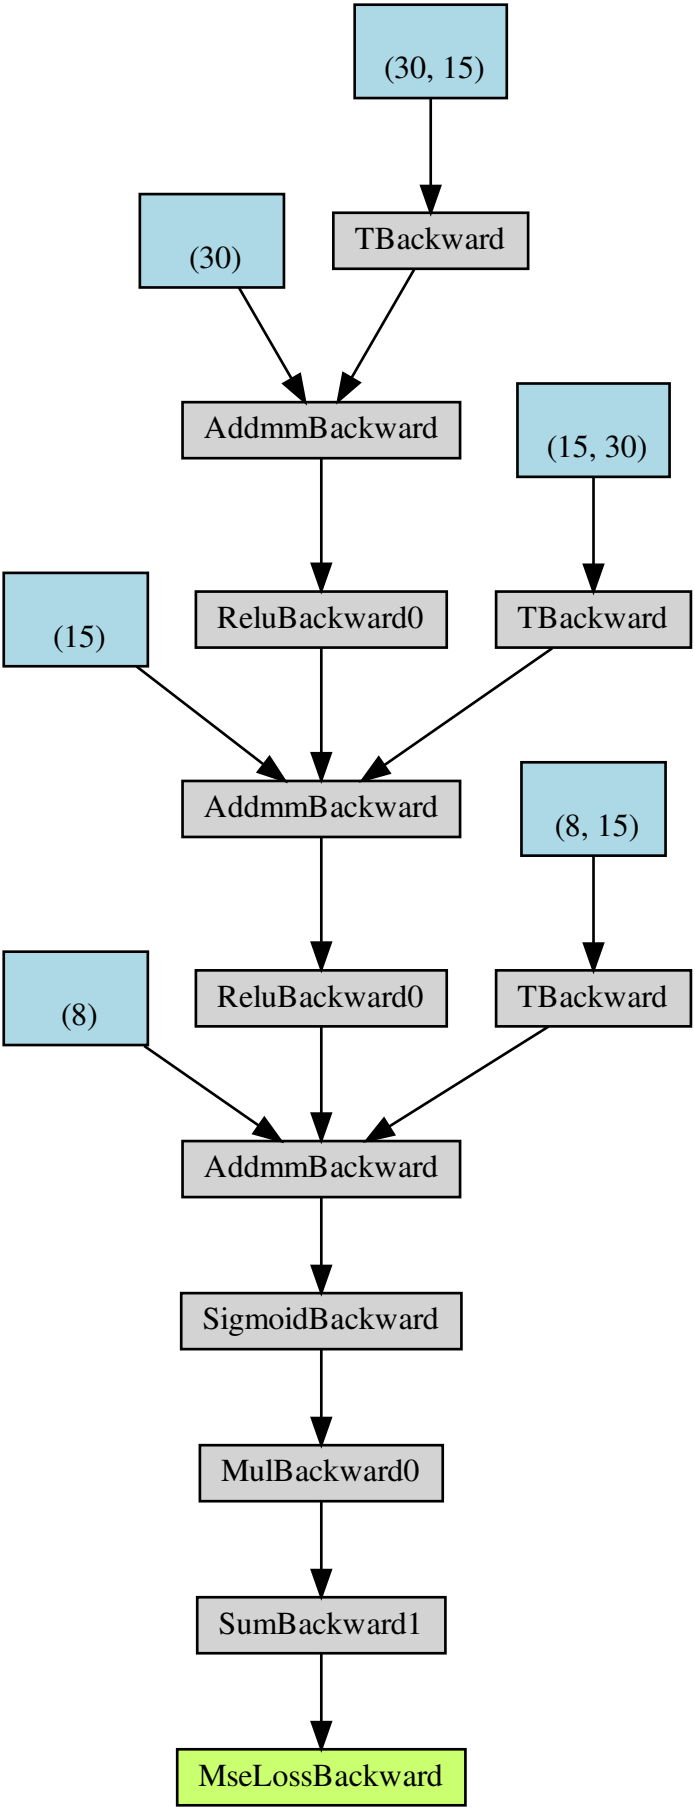 (30, 15)
(30)
TBackward
AddmmBackward
(15, 30)
(15)
ReluBackward0
TBackward
AddmmBackward
(8, 15)
(8)
ReluBackward0
TBackward
AddmmBackward
SigmoidBackward
MulBackward0
SumBackward1
MseLossBackward